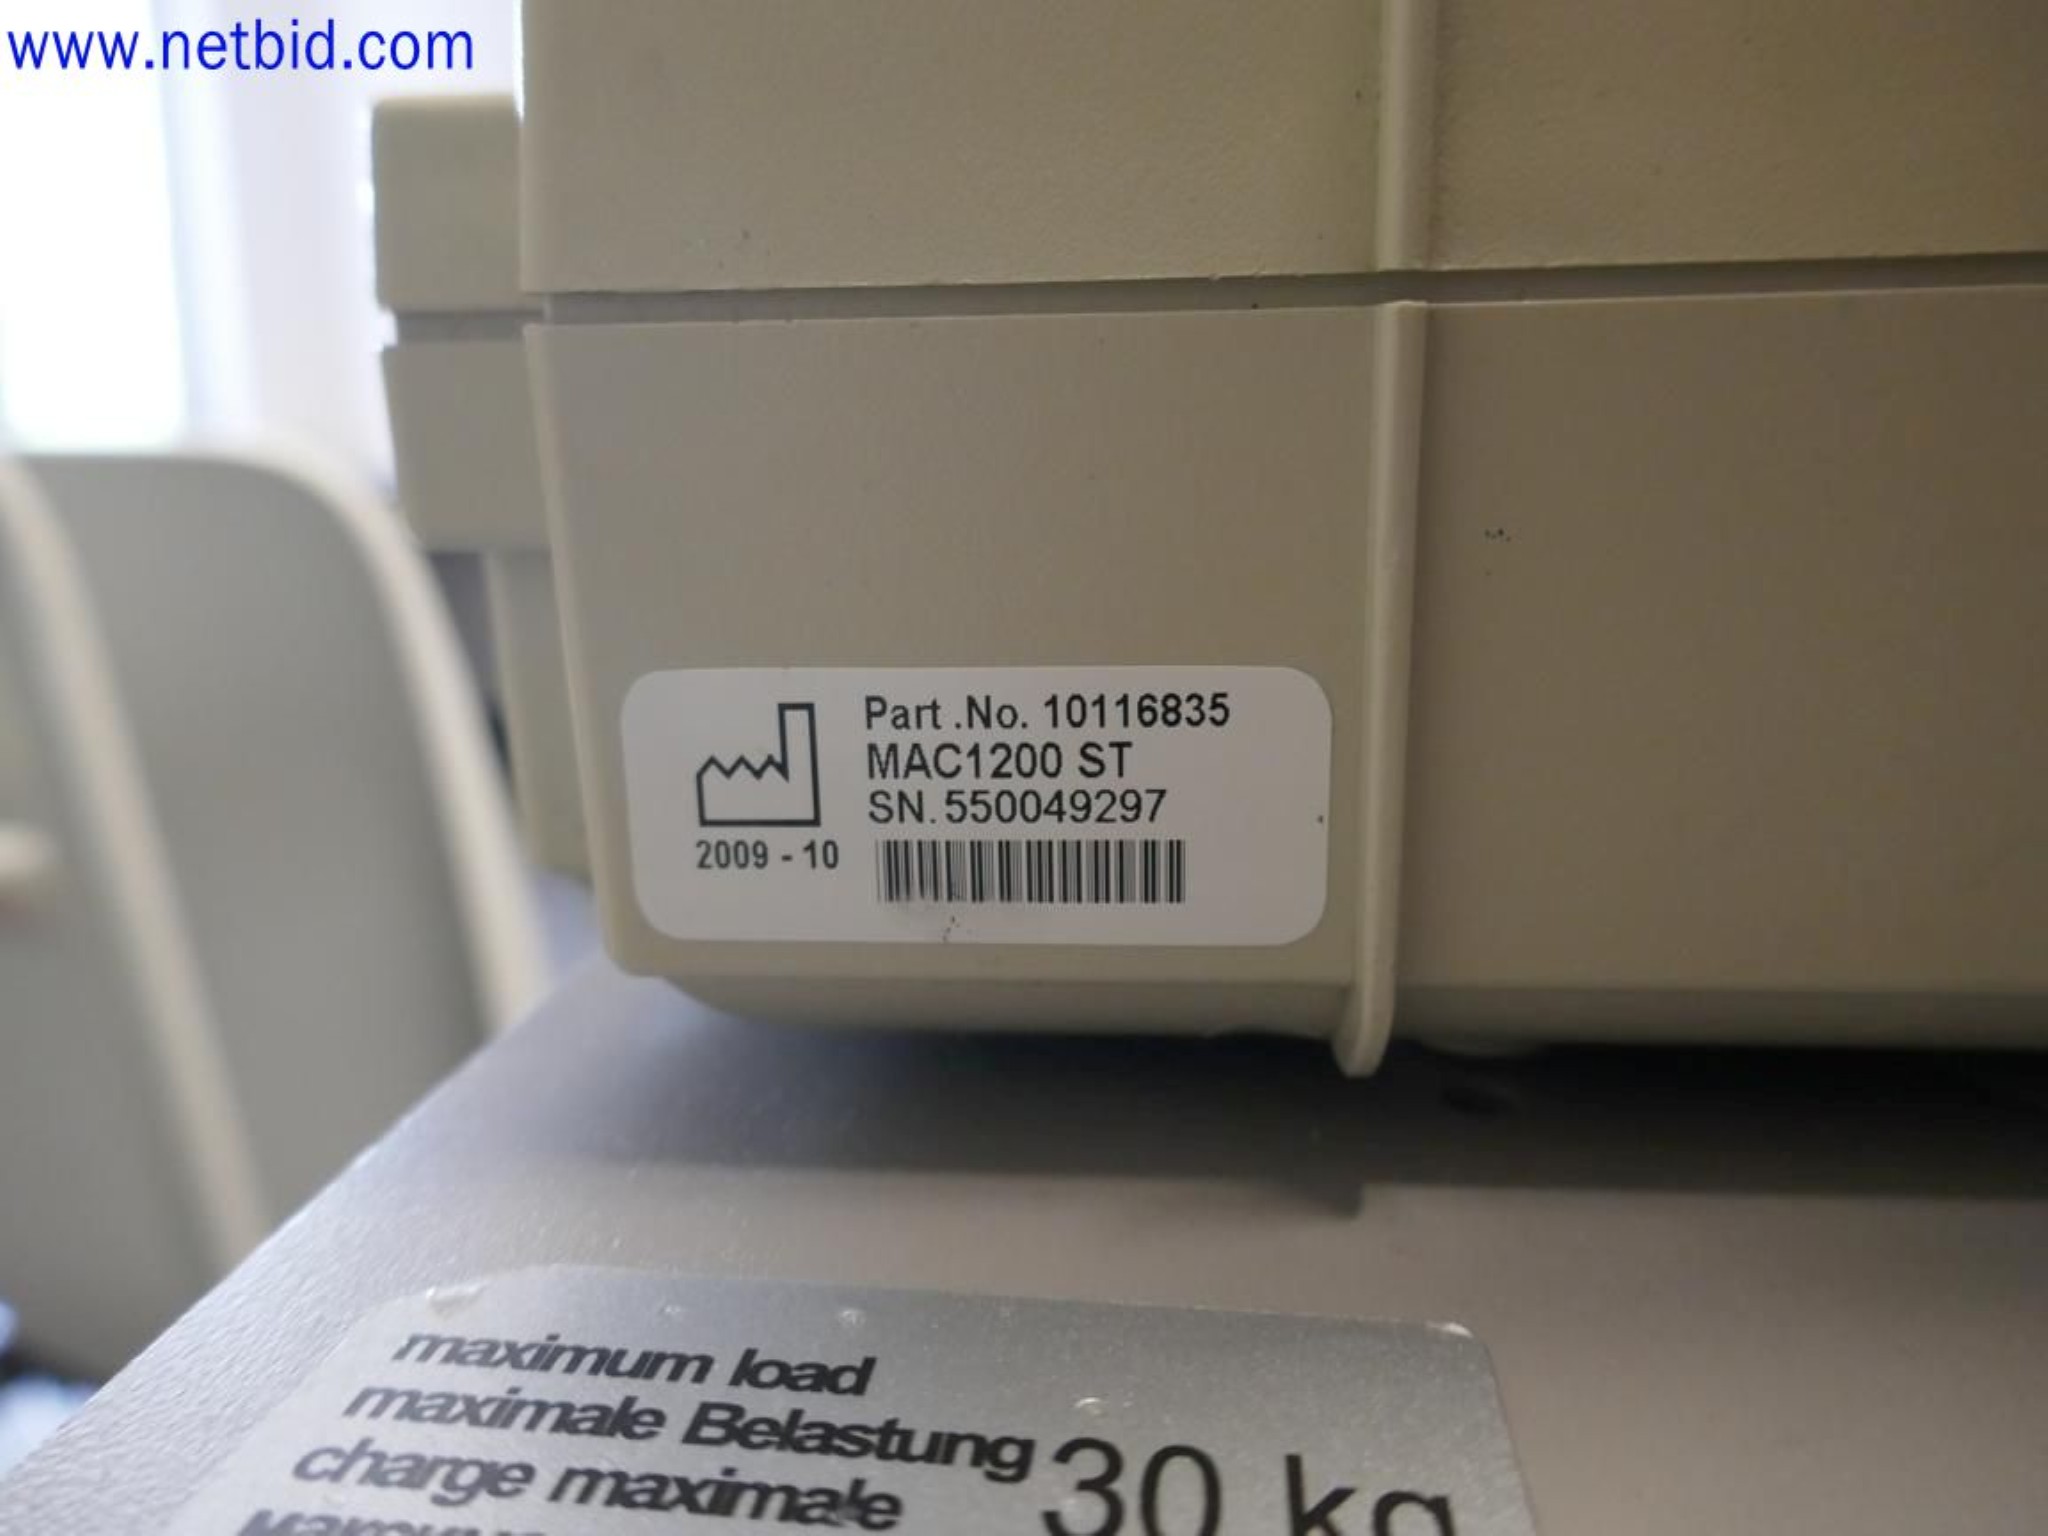 www.netbid.com
Part .No. 10116835
MAC1200 ST
SN. 550049297
2009 - 10
maximum load
maximale Belastung
charge maximale
30 kg